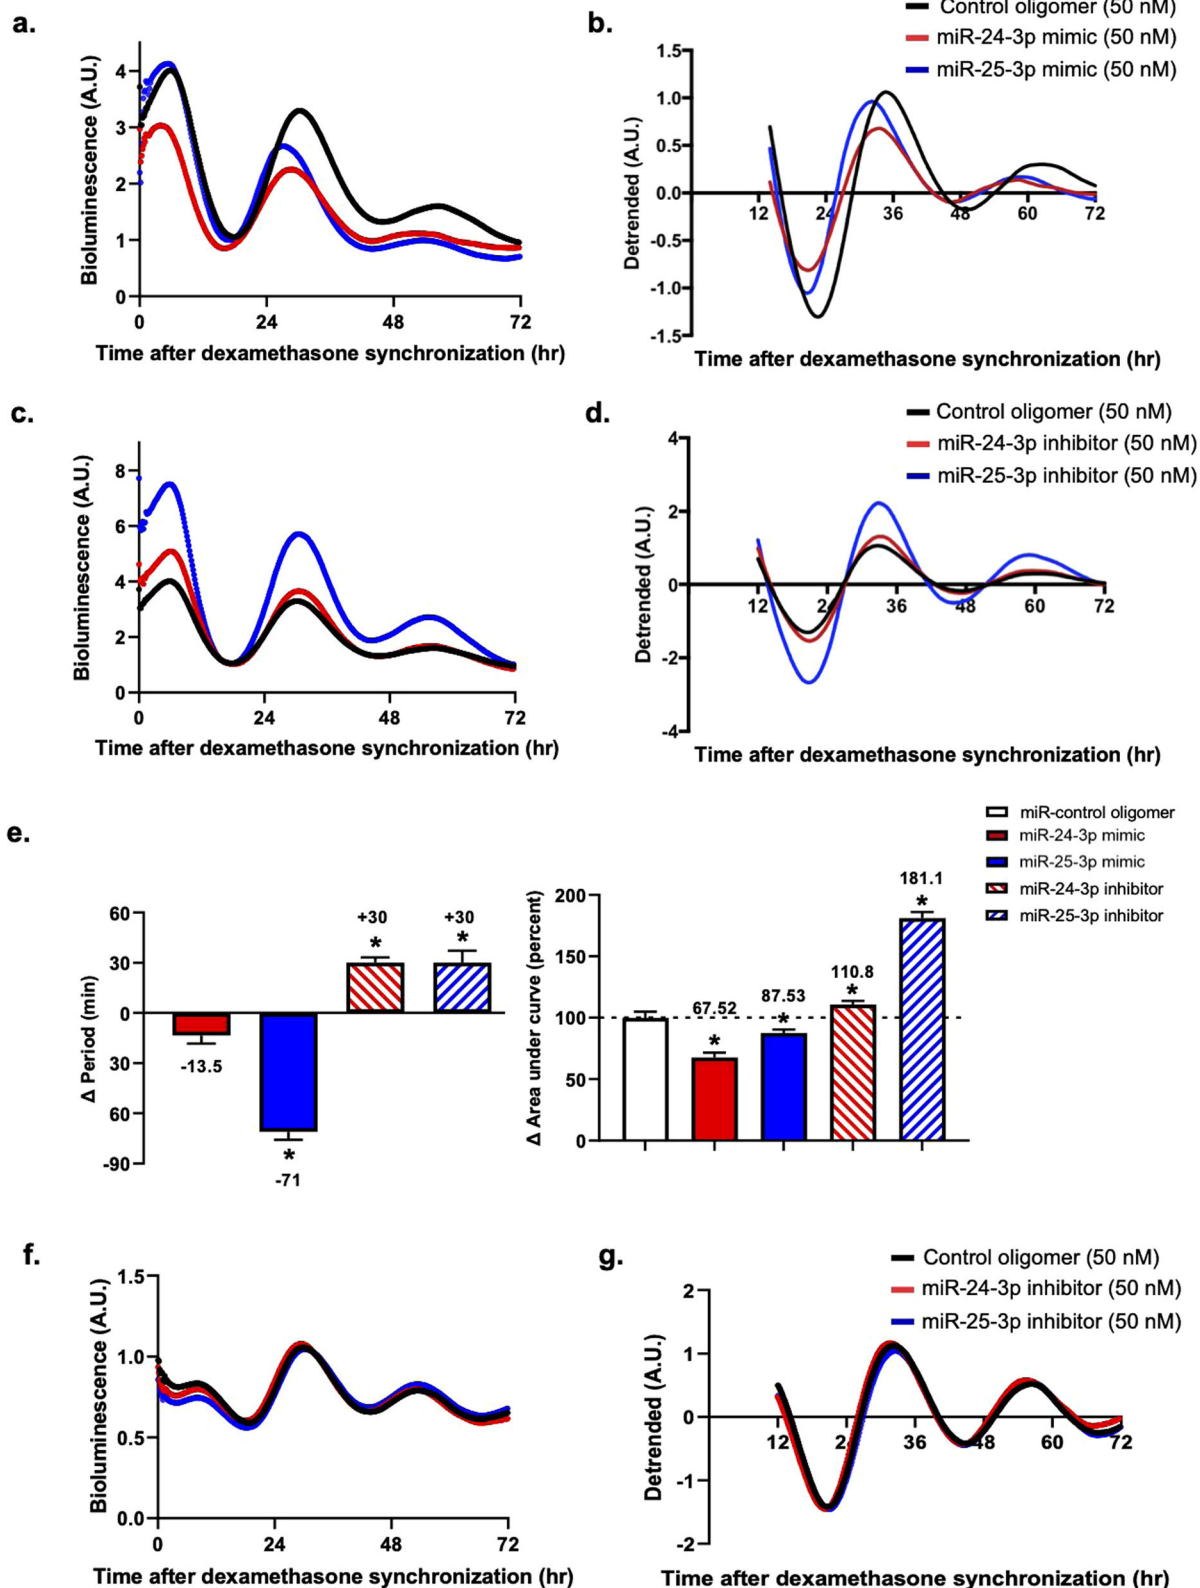 a.
Bioluminescence (A.U.)
4
3
2
1
0
0 24 48 72
Time after dexamethasone synchronization (hr)
b.
Control oligomer (50 nM)
miR-24-3p mimic (50 nM)
miR-25-3p mimic (50 nM)
Detrended (A.U.)
1.5
1.0
0.5
0.0
-0.5
-1.0
-1.5
12 24 36 48 60 72
Time after dexamethasone synchronization (hr)
c.
Bioluminescence (A.U.)
8
6
4
2
0
0 24 48 72
Time after dexamethasone synchronization (hr)
d.
Control oligomer (50 nM)
miR-24-3p inhibitor (50 nM)
miR-25-3p inhibitor (50 nM)
Detrended (A.U.)
4
2
0
-2
-4
12 24 36 48 60 72
Time after dexamethasone synchronization (hr)
e.
miR-control oligomer
miR-24-3p mimic
miR-25-3p mimic
miR-24-3p inhibitor
miR-25-3p inhibitor
Δ Period (min)
60
30
0
30
60
-90
-13.5
*
-71
+30
*
+30
*
Δ Area under curve (percent)
200
150
100
50
0
67.52
*
87.53
*
110.8
*
181.1
*
f.
Bioluminescence (A.U.)
1.5
1.0
0.5
0.0
0 24 48 72
Time after dexamethasone synchronization (hr)
g.
Control oligomer (50 nM)
miR-24-3p inhibitor (50 nM)
miR-25-3p inhibitor (50 nM)
Detrended (A.U.)
2
1
0
-1
-2
12 24 36 48 60 72
Time after dexamethasone synchronization (hr)